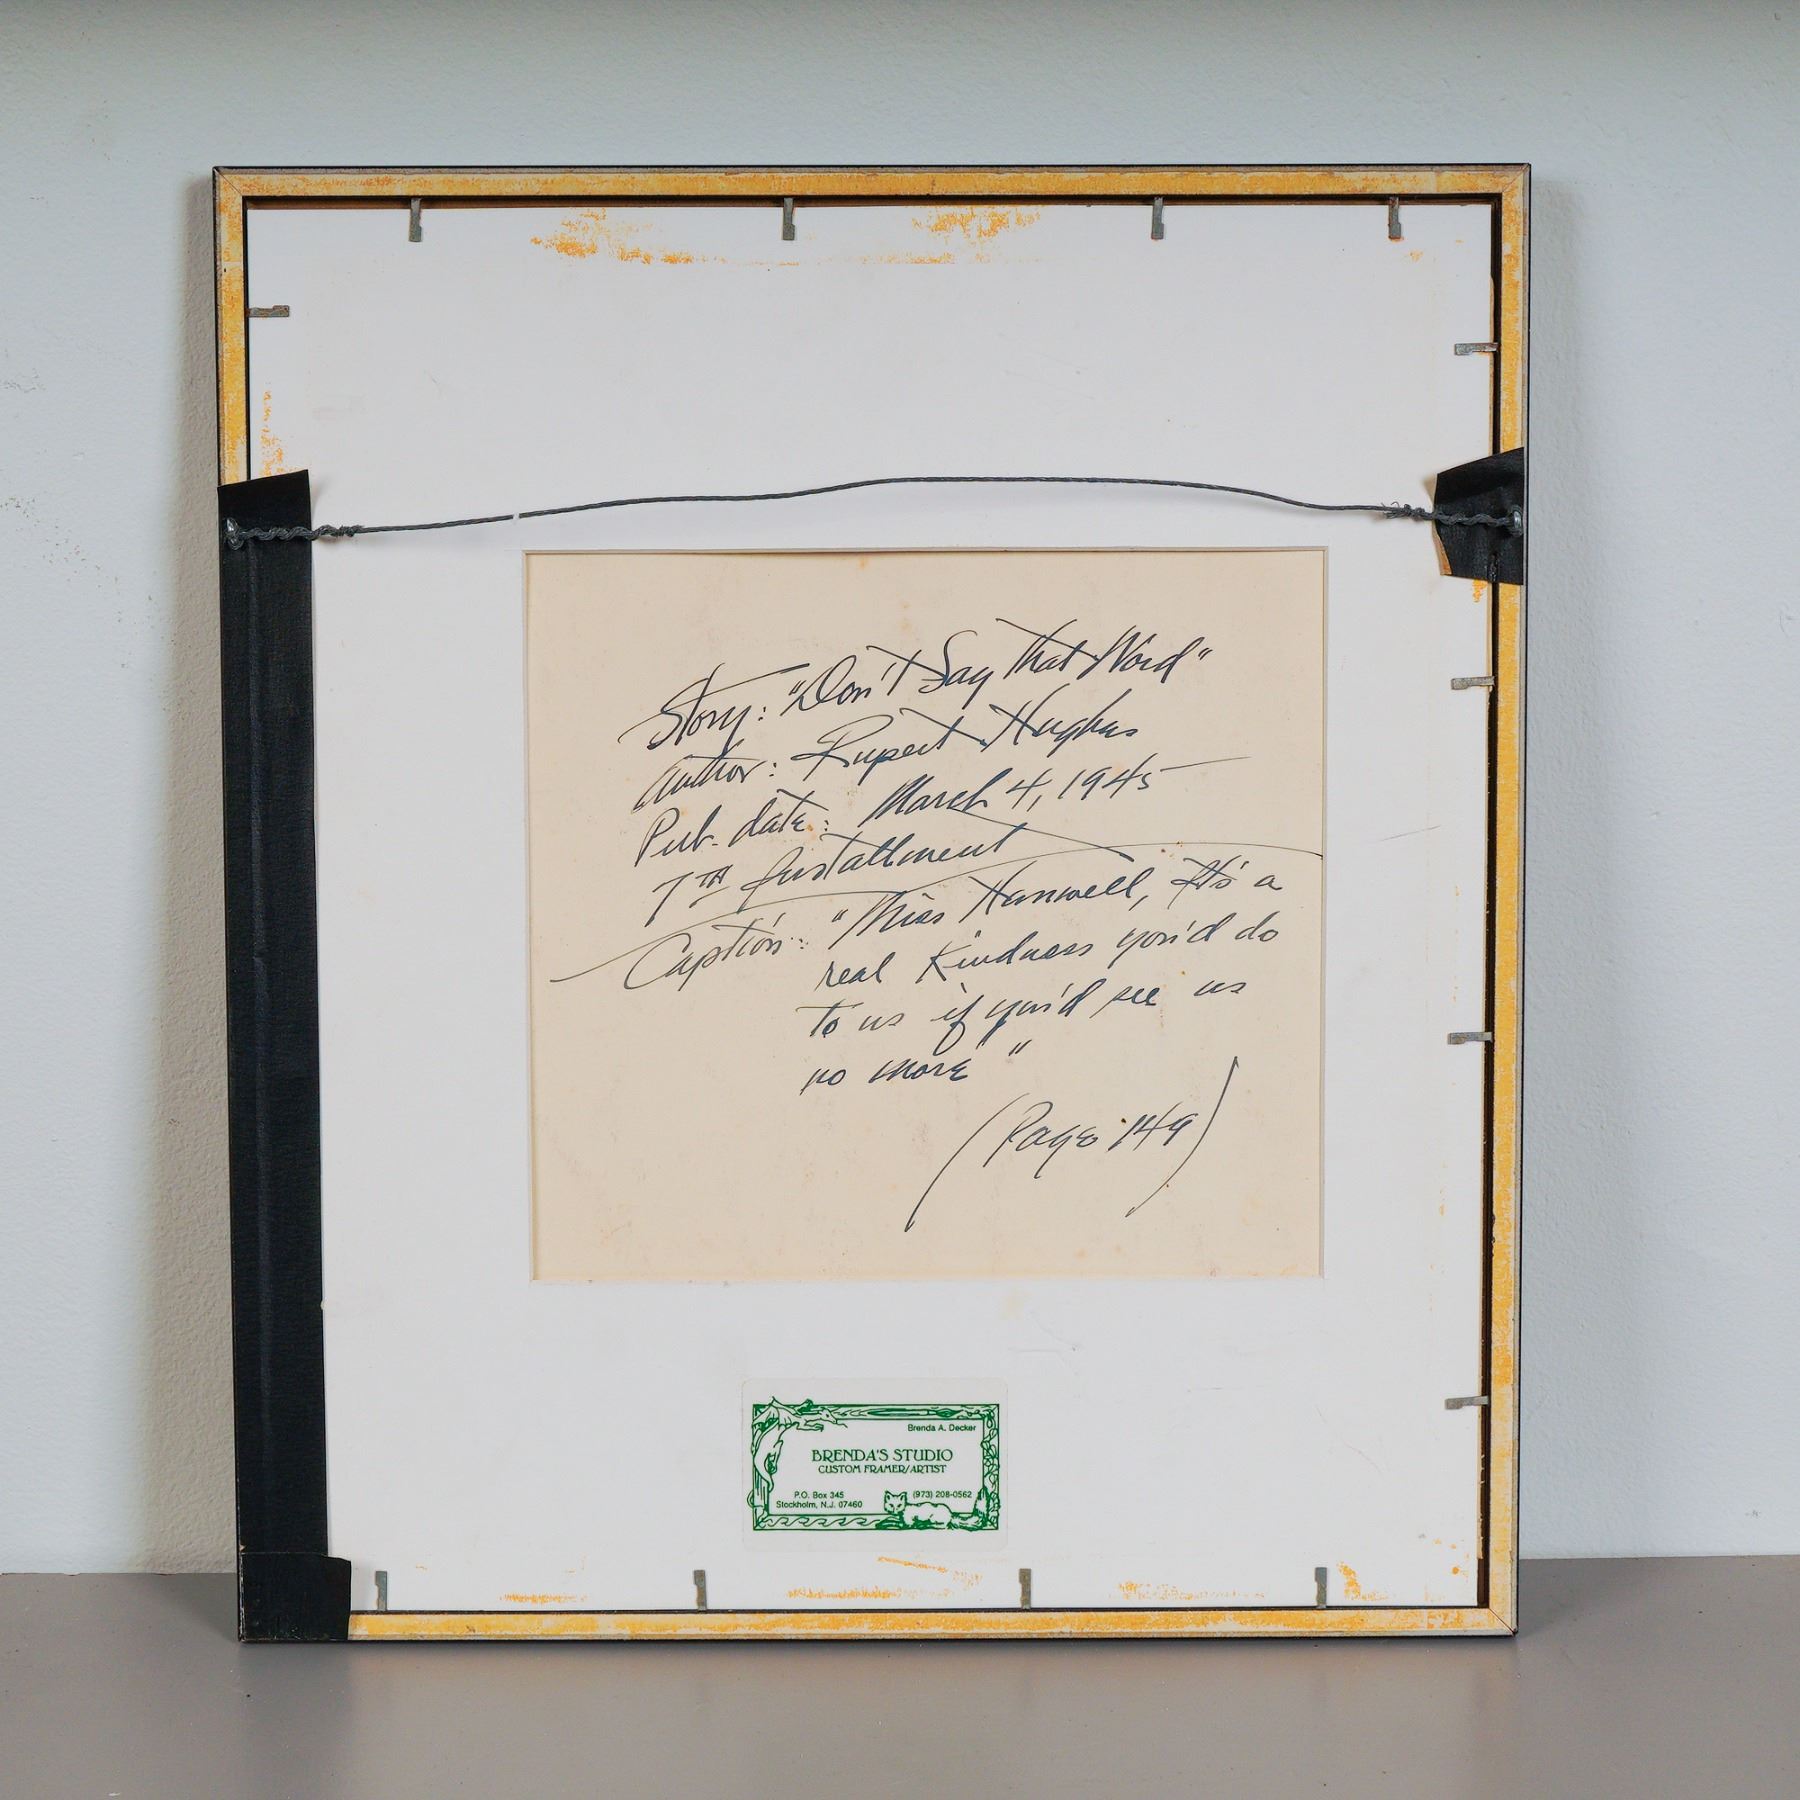 Story: "Don't Say That Word"
Author: Rupert Hughes
Pub. date: March 4, 1945
7TH Installment
Caption: "Miss Hanwell, It's a
real kindness you'd do
to us if you'd see us
no more"
(Page 149)
Brenda A. Decker
BRENDA'S STUDIO
CUSTOM FRAMER/ARTIST
P.O. Box 345 (973) 208-0562
Stockholm, N.J. 07460